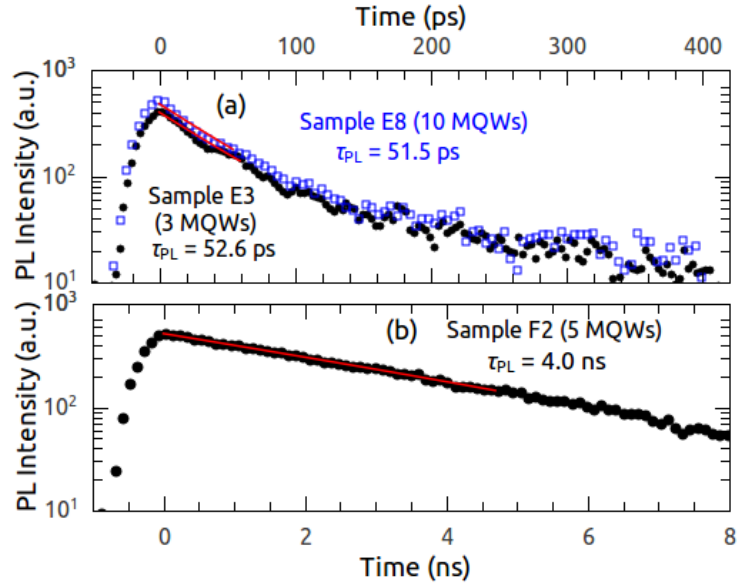 Time (ps)
0 100 200 300 400
10³
10²
10¹
PL Intensity (a.u.)
(a)
Sample E8 (10 MQWs)
τPL = 51.5 ps
Sample E3
(3 MQWs)
τPL = 52.6 ps
10³
10²
10¹
PL Intensity (a.u.)
(b)
Sample F2 (5 MQWs)
τPL = 4.0 ns
0 2 4 6 8
Time (ns)